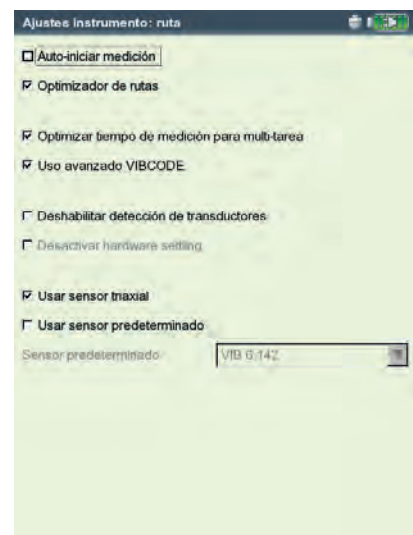 Ajustes Instrumento: ruta
Auto-iniciar medición
Optimizador de rutas
Optimizar tiempo de medición para multi-tarea
Uso avanzado VIBCODE
Deshabilitar detección de transductores
Desactivar hardware setting
Usar sensor triaxial
Usar sensor predeterminado
Sensor predeterminado VIB 6.142